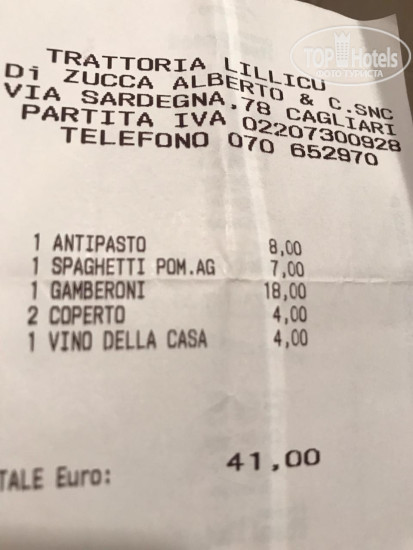 TOP Hotels
ФОТО ТУРИСТА
TRATTORIA LILLICU
Di ZUCCA ALBERTO & C.SNC
VIA SARDEGNA,78 CAGLIARI
PARTITA IVA 02207300928
TELEFONO 070 652970
1 ANTIPASTO 8,00
1 SPAGHETTI POM.AG 7,00
1 GAMBERONI 18,00
2 COPERTO 4,00
1 VINO DELLA CASA 4,00
TALE Euro: 41,00